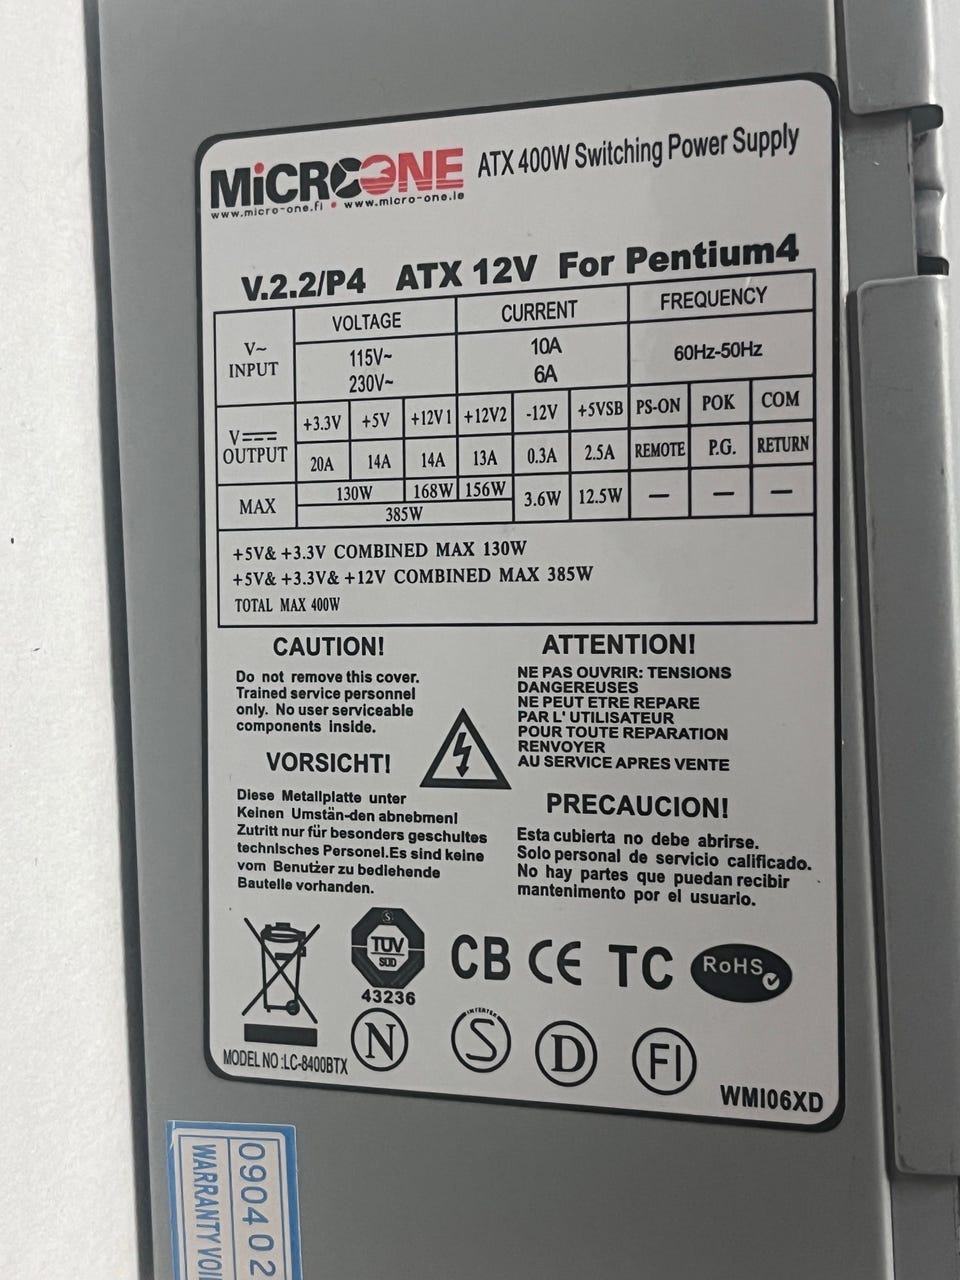 MiCROONE ATX 400W Switching Power Supply
www.micro-one.fi • www.micro-one.ie
V.2.2/P4 ATX 12V For Pentium4
V~ INPUT
VOLTAGE CURRENT FREQUENCY
115V~ 10A 60Hz-50Hz
230V~ 6A
V OUTPUT
+3.3V +5V +12V1 +12V2 -12V +5VSB PS-ON POK COM
20A 14A 14A 13A 0.3A 2.5A REMOTE P.G. RETURN
MAX 130W 168W 156W 3.6W 12.5W — — —
385W
+5V& +3.3V COMBINED MAX 130W
+5V& +3.3V& +12V COMBINED MAX 385W
TOTAL MAX 400W
CAUTION!
Do not remove this cover.
Trained service personnel
only. No user serviceable
components inside.
VORSICHT!
Diese Metallplatte unter
Keinen Umstän-den abnebmenl
Zutritt nur für besonders geschultes
technlsches Personel.Es sind keine
vom Benutżer zu bedlehende
Bautelle vorhanden.
ATTENTION!
NE PAS OUVRIR: TENSIONS
DANGEREUSES
NE PEUT ETRE REPARE
PAR L' UTILISATEUR
POUR TOUTE REPARATION
RENVOYER
AU SERVICE APRES VENTE
PRECAUCION!
Esta cubierta no debe abrirse.
Solo personal de servicio calificado.
No hay partes que puedan recibir
mantenimento por el usuarlo.
S
TÜV
SÜD
43236
CB CE TC RoHS
N
INTERTEK
S
D
FI
MODEL NO :LC-8400BTX
WMI06XD
090402
WARRANTY VOI